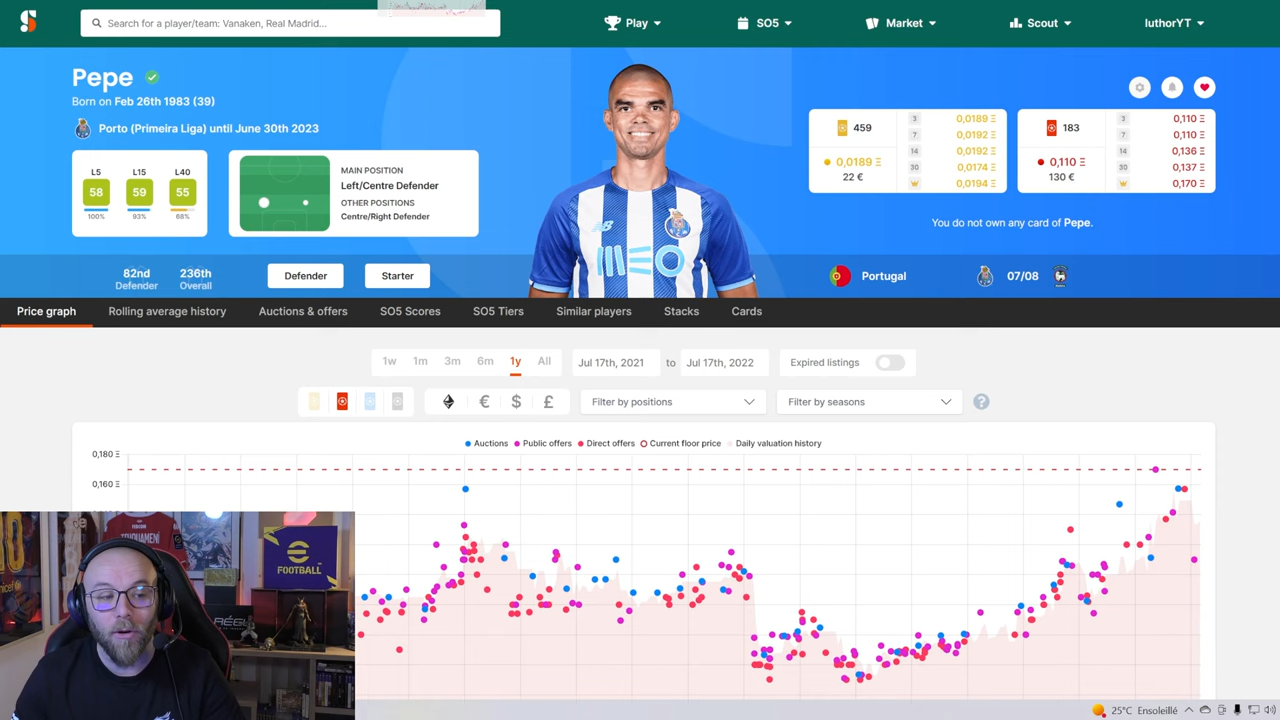 Search for a player/team: Vanaken, Real Madrid...
Play
SO5
Market
Scout
luthorYT
Pepe
Born on Feb 26th 1983 (39)
Porto (Primeira Liga) until June 30th 2023
L5 L15 L40
58 59 55
100% 93% 68%
MAIN POSITION
Left/Centre Defender
OTHER POSITIONS
Centre/Right Defender
82nd
Defender
236th
Overall
Defender
Starter
MEO
459
0,0189 Ξ
22 €
3 0,0189 Ξ
7 0,0192 Ξ
14 0,0192 Ξ
30 0,0174 Ξ
0,0194 Ξ
183
0,110 Ξ
130 €
3 0,110 Ξ
7 0,110 Ξ
14 0,136 Ξ
30 0,137 Ξ
0,170 Ξ
You do not own any card of Pepe.
Portugal
07/08
Price graph
Rolling average history
Auctions & offers
SO5 Scores
SO5 Tiers
Similar players
Stacks
Cards
1w 1m 3m 6m 1y All
Jul 17th, 2021 to Jul 17th, 2022
Expired listings
€ $ £
Filter by positions
Filter by seasons
?
Auctions Public offers Direct offers Current floor price Daily valuation history
0,180 Ξ
0,160 Ξ
TCHOUAMÉNI
FOOTBALL
25°C Ensoleillé